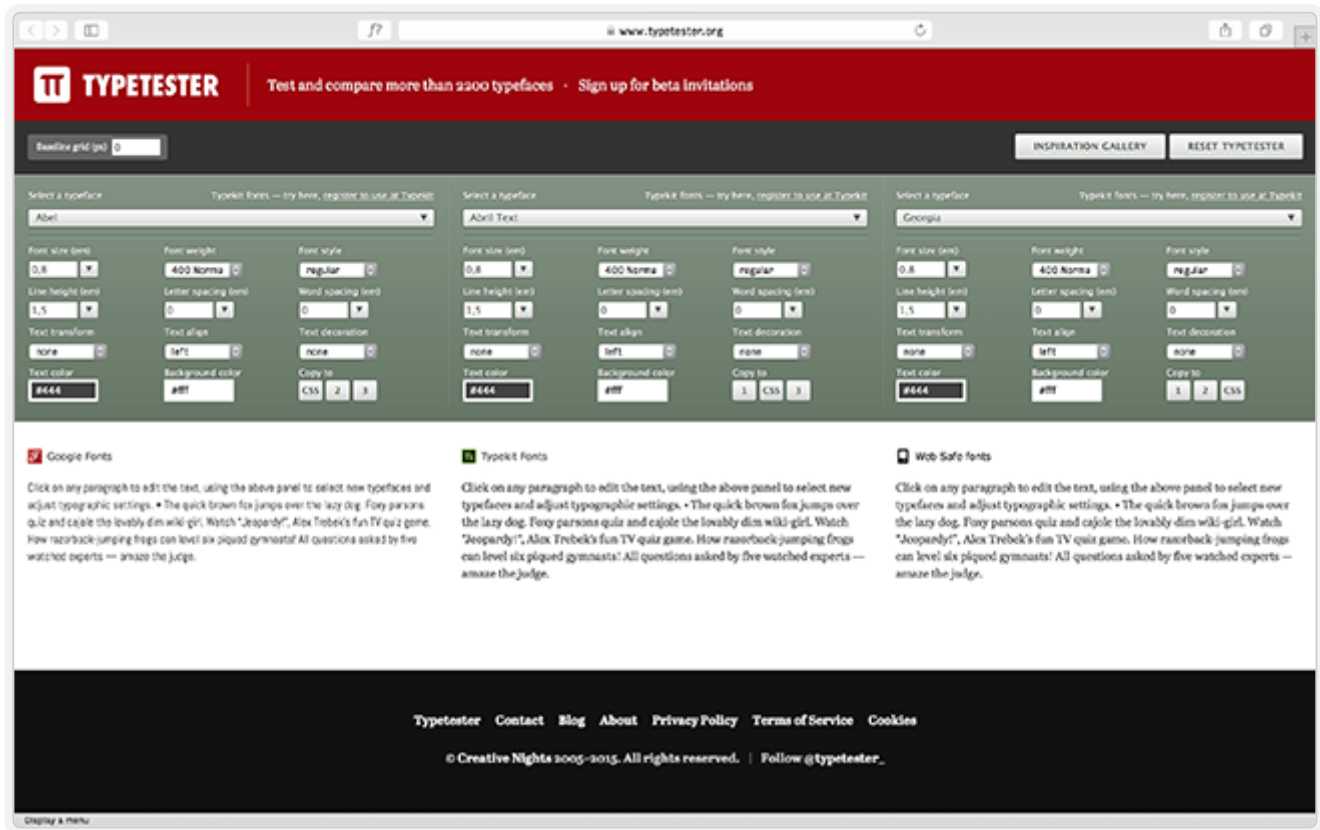 f?
www.typetester.org
TYPETESTER
Test and compare more than 2200 typefaces · Sign up for beta invitations
Baseline grid (px) 0
INSPIRATION GALLERY
RESET TYPETESTER
Select a typeface Typekit fonts — try here, register to use at Typekit
Abel
Font size (em) Font weight Font style
0,8 400 Norma regular
Line height (em) Letter spacing (em) Word spacing (em)
1,5 0 0
Text transform Text align Text decoration
none left none
Text color Background color Copy to
#444 #fff CSS 2 3
Select a typeface Typekit fonts — try here, register to use at Typekit
Abril Text
Font size (em) Font weight Font style
0,8 400 Norma regular
Line height (em) Letter spacing (em) Word spacing (em)
1,5 0 0
Text transform Text align Text decoration
none left none
Text color Background color Copy to
#444 #fff 1 CSS 3
Select a typeface Typekit fonts — try here, register to use at Typekit
Georgia
Font size (em) Font weight Font style
0,8 400 Norma regular
Line height (em) Letter spacing (em) Word spacing (em)
1,5 0 0
Text transform Text align Text decoration
none left none
Text color Background color Copy to
#444 #fff 1 2 CSS
Google Fonts
Click on any paragraph to edit the text, using the above panel to select new typefaces and
adjust typographic settings. • The quick brown fox jumps over the lazy dog. Foxy parsons
quiz and cajole the lovably dim wiki-girl. Watch "Jeopardy!", Alex Trebek's fun TV quiz game.
How razorback-jumping frogs can level six piqued gymnasts! All questions asked by five
watched experts — amaze the judge.
Typekit Fonts
Click on any paragraph to edit the text, using the above panel to select new
typefaces and adjust typographic settings. • The quick brown fox jumps over
the lazy dog. Foxy parsons quiz and cajole the lovably dim wiki-girl. Watch
"Jeopardy!", Alex Trebek's fun TV quiz game. How razorback-jumping frogs
can level six piqued gymnasts! All questions asked by five watched experts —
amaze the judge.
Web Safe fonts
Click on any paragraph to edit the text, using the above panel to select new
typefaces and adjust typographic settings. • The quick brown fox jumps over
the lazy dog. Foxy parsons quiz and cajole the lovably dim wiki-girl. Watch
"Jeopardy!", Alex Trebek's fun TV quiz game. How razorback-jumping frogs
can level six piqued gymnasts! All questions asked by five watched experts —
amaze the judge.
Typetester Contact Blog About Privacy Policy Terms of Service Cookies
© Creative Nights 2005–2015. All rights reserved. | Follow @typetester_
Display a menu